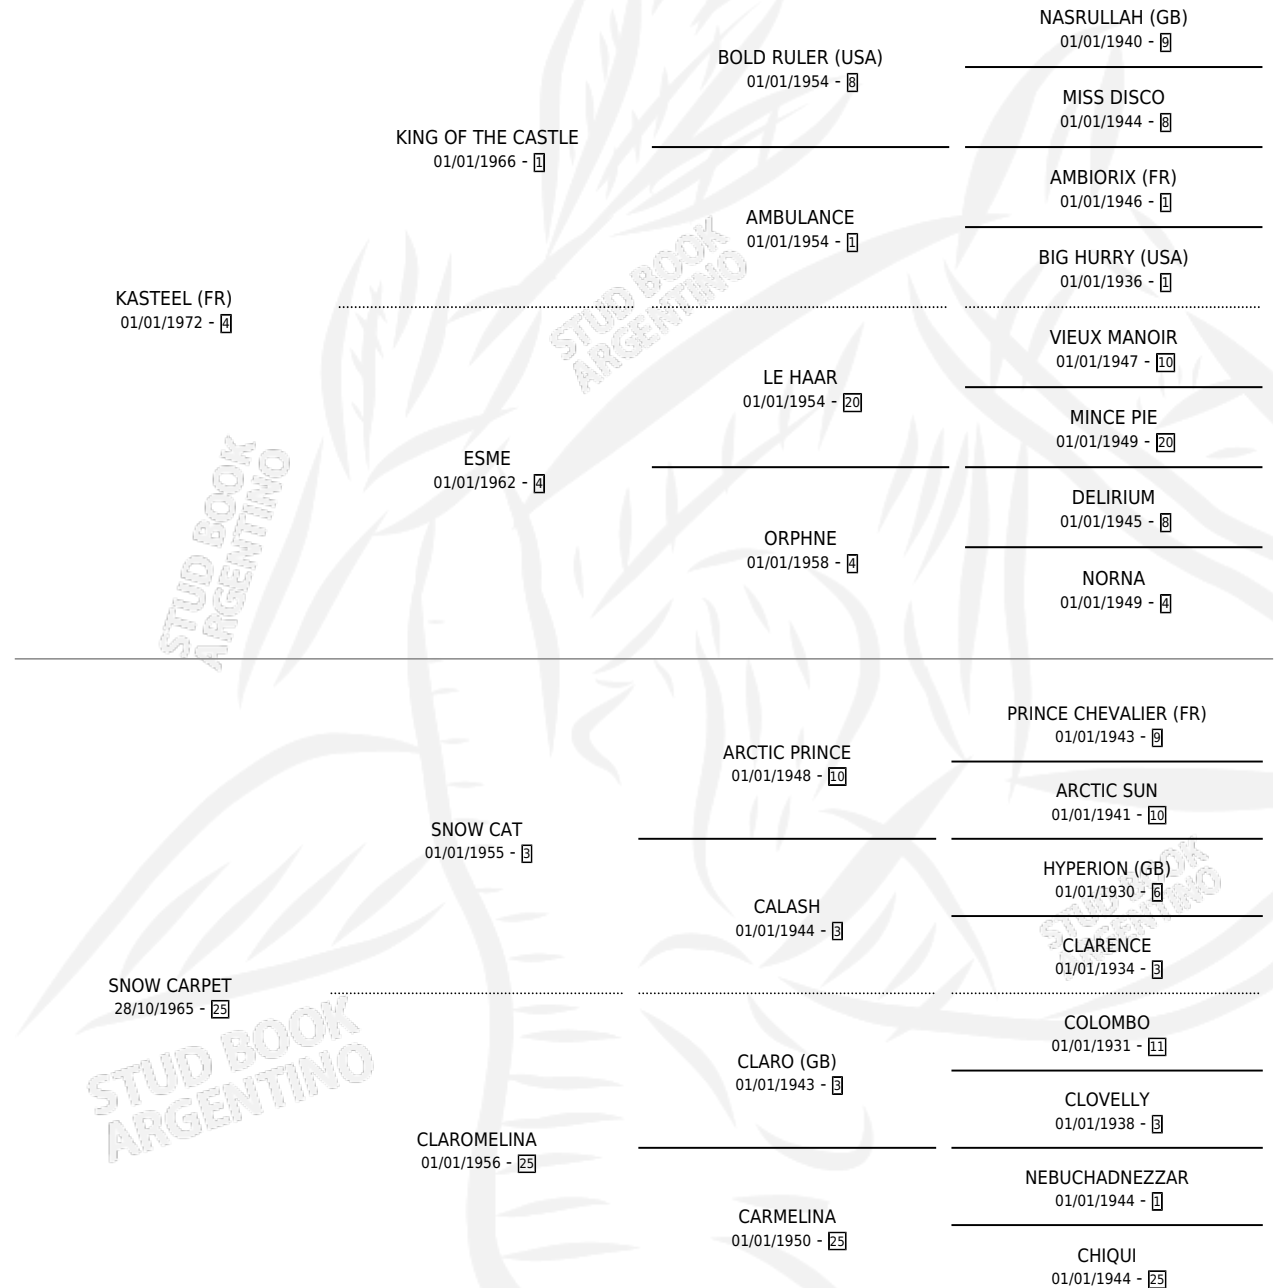 NASRULLAH (GB)
01/01/1940 - 9
BOLD RULER (USA)
01/01/1954 - 8
MISS DISCO
01/01/1944 - 8
KING OF THE CASTLE
01/01/1966 - 1
AMBIORIX (FR)
01/01/1946 - 1
AMBULANCE
01/01/1954 - 1
BIG HURRY (USA)
01/01/1936 - 1
KASTEEL (FR)
01/01/1972 - 4
VIEUX MANOIR
01/01/1947 - 10
LE HAAR
01/01/1954 - 20
MINCE PIE
01/01/1949 - 20
ESME
01/01/1962 - 4
DELIRIUM
01/01/1945 - 8
ORPHNE
01/01/1958 - 4
NORNA
01/01/1949 - 4
PRINCE CHEVALIER (FR)
01/01/1943 - 9
ARCTIC PRINCE
01/01/1948 - 10
ARCTIC SUN
01/01/1941 - 10
SNOW CAT
01/01/1955 - 3
HYPERION (GB)
01/01/1930 - 6
CALASH
01/01/1944 - 3
CLARENCE
01/01/1934 - 3
SNOW CARPET
28/10/1965 - 25
COLOMBO
01/01/1931 - 11
CLARO (GB)
01/01/1943 - 3
CLOVELLY
01/01/1938 - 3
CLAROMELINA
01/01/1956 - 25
NEBUCHADNEZZAR
01/01/1944 - 1
CARMELINA
01/01/1950 - 25
CHIQUI
01/01/1944 - 25
STUD BOOK
ARGENTINO
STUD BOOK
ARGENTINO
STUD BOOK
ARGENTINO
STUD BOOK
ARGENTINO